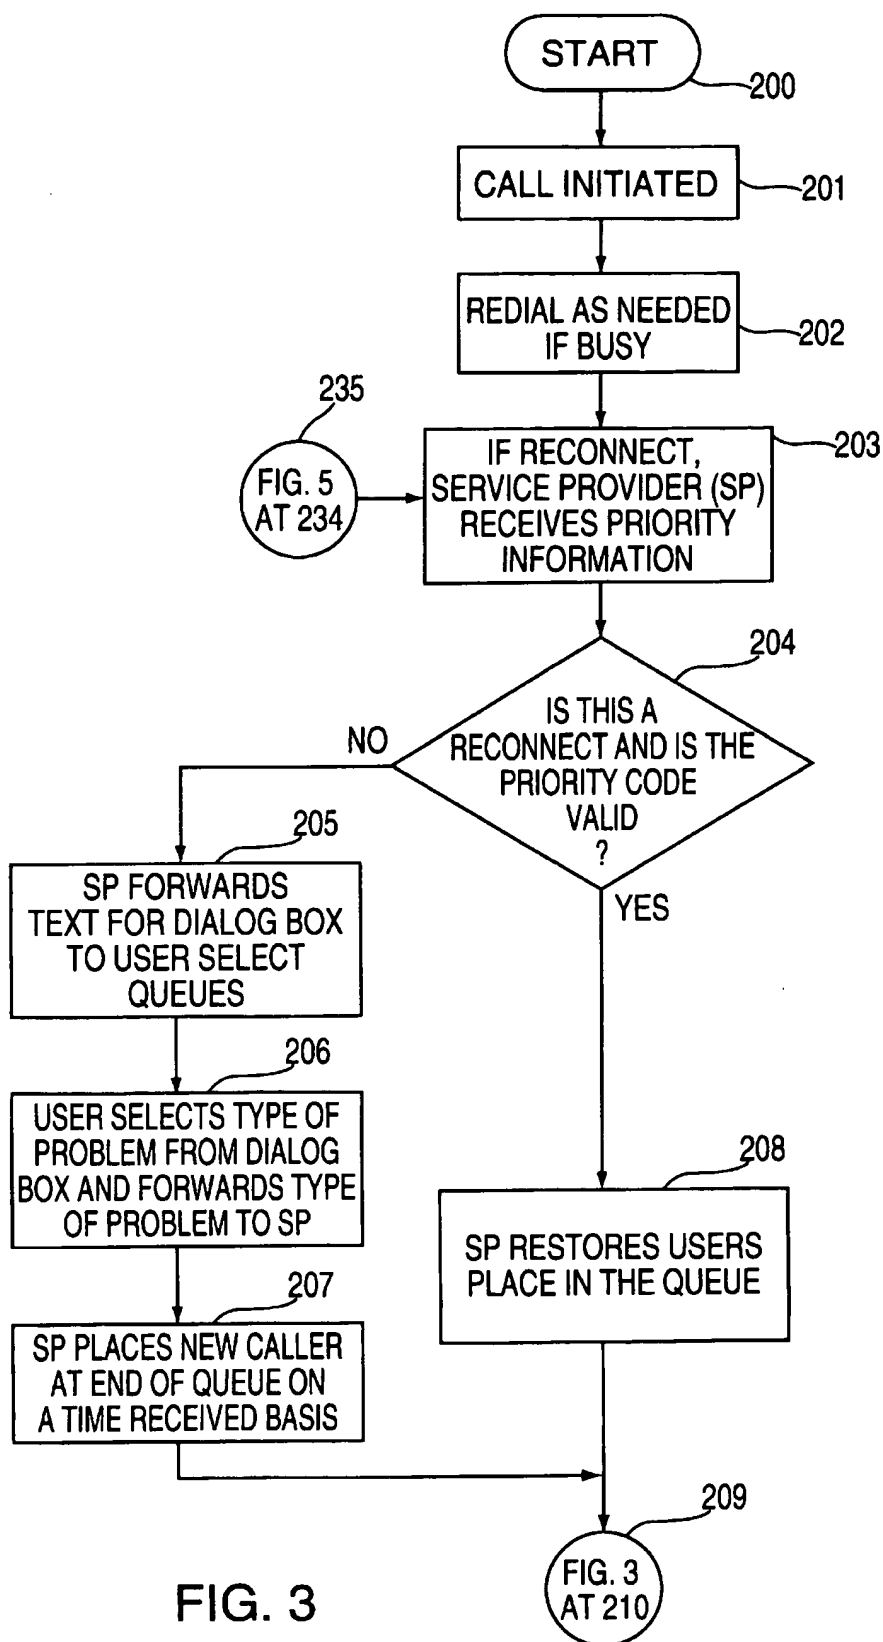 START
200
CALL INITIATED
201
REDIAL AS NEEDED
IF BUSY
202
235
FIG. 5
AT 234
IF RECONNECT,
SERVICE PROVIDER (SP)
RECEIVES PRIORITY
INFORMATION
203
204
IS THIS A
RECONNECT AND IS THE
PRIORITY CODE
VALID
?
NO
YES
205
SP FORWARDS
TEXT FOR DIALOG BOX
TO USER SELECT
QUEUES
206
USER SELECTS TYPE OF
PROBLEM FROM DIALOG
BOX AND FORWARDS TYPE
OF PROBLEM TO SP
207
SP PLACES NEW CALLER
AT END OF QUEUE ON
A TIME RECEIVED BASIS
208
SP RESTORES USERS
PLACE IN THE QUEUE
209
FIG. 3
AT 210
FIG. 3